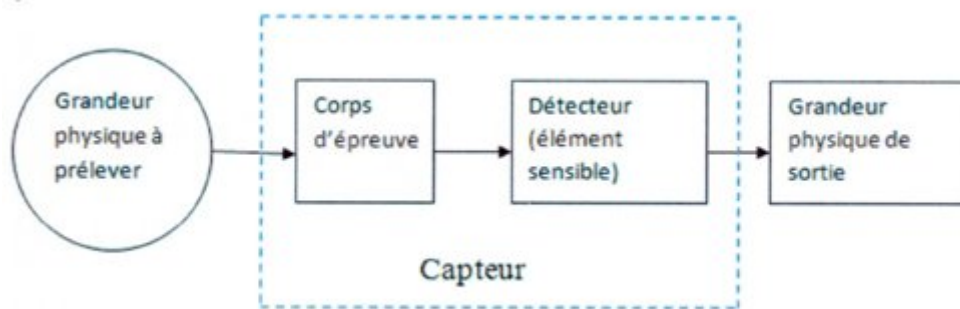 Grandeur
physique à
prélever
Corps
d'épreuve
Détecteur
(élément
sensible)
Grandeur
physique de
sortie
Capteur